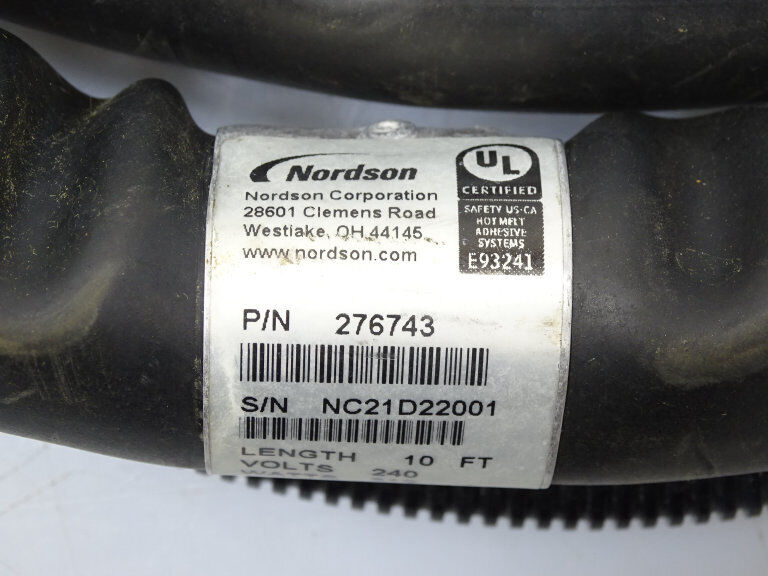 Nordson
Nordson Corporation
28601 Clemens Road
Westlake, OH 44145
www.nordson.com
UL
CERTIFIED
SAFETY US-CA
HOT MELT
ADHESIVE
SYSTEMS
E93241
P/N 276743
S/N NC21D22001
LENGTH 10 FT
VOLTS 240